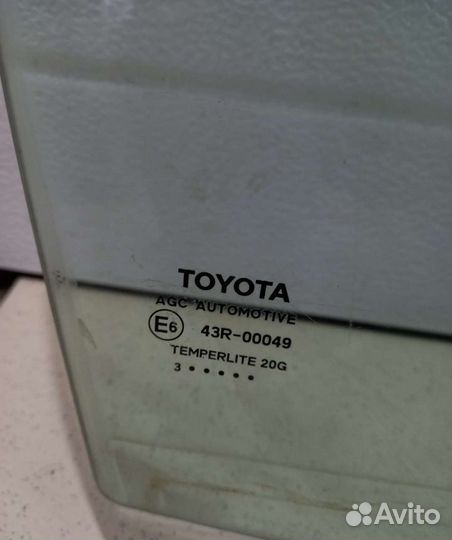 TOYOTA
AGC AUTOMOTIVE
E6 43R-00049
TEMPERLITE 20G
3 • • • • •
Avito